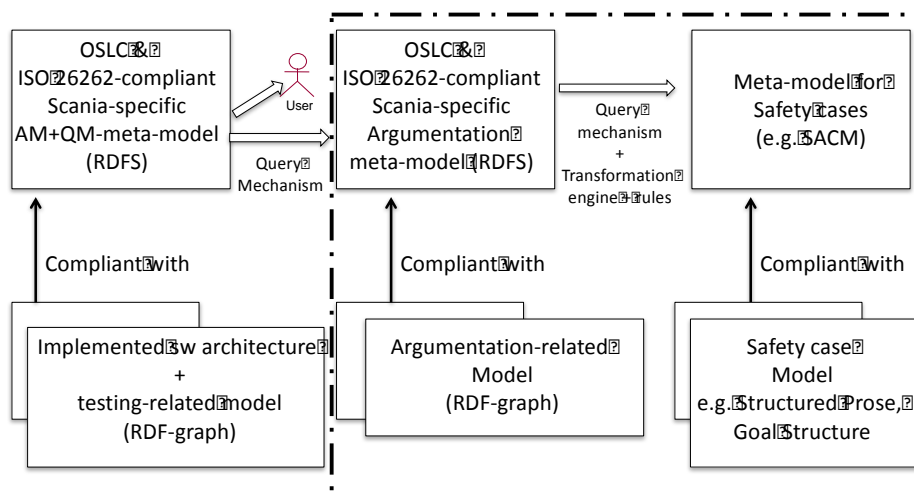 OSLC &
ISO 26262-compliant
Scania-specific
AM+QM-meta-model
(RDFS)
User
Query
Mechanism
OSLC &
ISO 26262-compliant
Scania-specific
Argumentation
meta-model (RDFS)
Query
mechanism
+
Transformation
engine + rules
Meta-model for
Safety cases
(e.g. SACM)
Compliant with
Compliant with
Compliant with
Implemented sw architecture
+
testing-related model
(RDF-graph)
Argumentation-related
Model
(RDF-graph)
Safety case
Model
e.g. Structured Prose,
Goal Structure